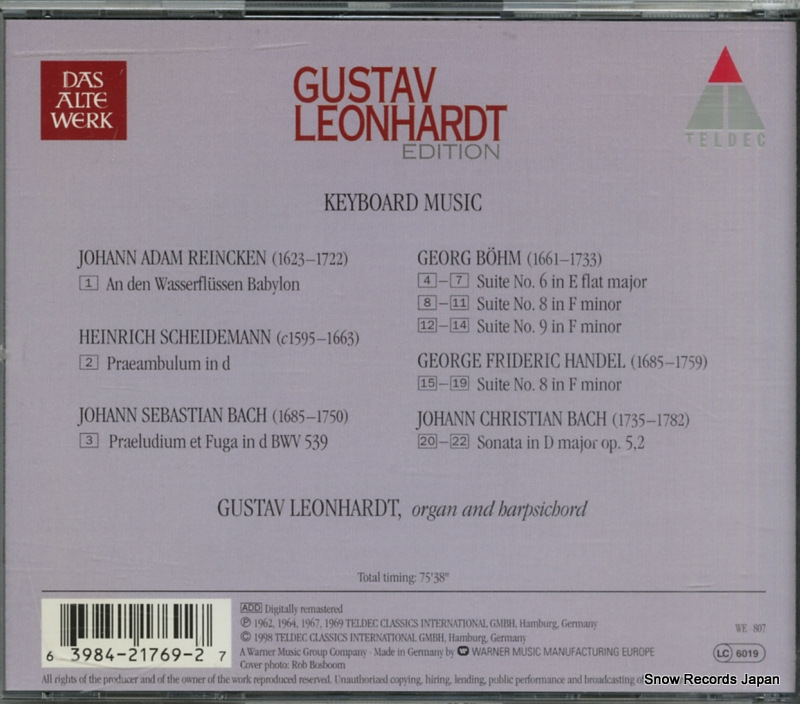 DAS
ALTE
WERK
GUSTAV
LEONHARDT
EDITION
TELDEC
KEYBOARD MUSIC
JOHANN ADAM REINCKEN (1623–1722)
1 An den Wasserflüssen Babylon
HEINRICH SCHEIDEMANN (c1595–1663)
2 Praeambulum in d
JOHANN SEBASTIAN BACH (1685–1750)
3 Praeludium et Fuga in d BWV 539
GEORG BÖHM (1661–1733)
4–7 Suite No. 6 in E flat major
8–11 Suite No. 8 in F minor
12–14 Suite No. 9 in F minor
GEORGE FRIDERIC HANDEL (1685–1759)
15–19 Suite No. 8 in F minor
JOHANN CHRISTIAN BACH (1735–1782)
20–22 Sonata in D major op. 5,2
GUSTAV LEONHARDT, organ and harpsichord
Total timing: 75'38"
6 3984-21769-2 7
ADD Digitally remastered
℗ 1962, 1964, 1967, 1969 TELDEC CLASSICS INTERNATIONAL GMBH, Hamburg, Germany
© 1998 TELDEC CLASSICS INTERNATIONAL GMBH, Hamburg, Germany
A Warner Music Group Company · Made in Germany by WARNER MUSIC MANUFACTURING EUROPE
Cover photo: Rob Bosboom
WE 807
LC 6019
All rights of the producer and of the owner of the work reproduced reserved. Unauthorized copying, hiring, lending, public performance and broadcasting of
Snow Records Japan